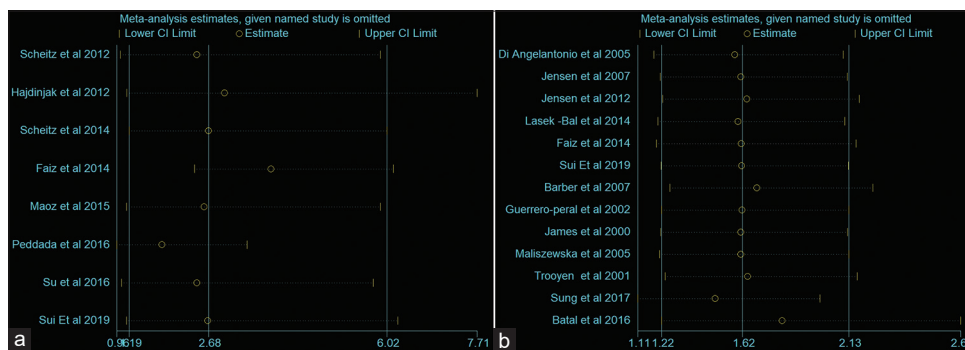 Meta-analysis estimates, given named study is omitted
Lower CI Limit Estimate Upper CI Limit
Scheitz et al 2012
Hajdinjak et al 2012
Scheitz et al 2014
Faiz et al 2014
Maoz et al 2015
Peddada et al 2016
Su et al 2016
Sui Et al 2019
2.68 6.02 7.71
a
Meta-analysis estimates, given named study is omitted
Lower CI Limit Estimate Upper CI Limit
Di Angelantonio et al 2005
Jensen et al 2007
Jensen et al 2012
Lasek -Bal et al 2014
Faiz et al 2014
Sui Et al 2019
Barber et al 2007
Guerrero-peral et al 2002
James et al 2000
Maliszewska et al 2005
Trooyen et al 2001
Sung et al 2017
Batal et al 2016
1.11 1.22 1.62 2.13
b